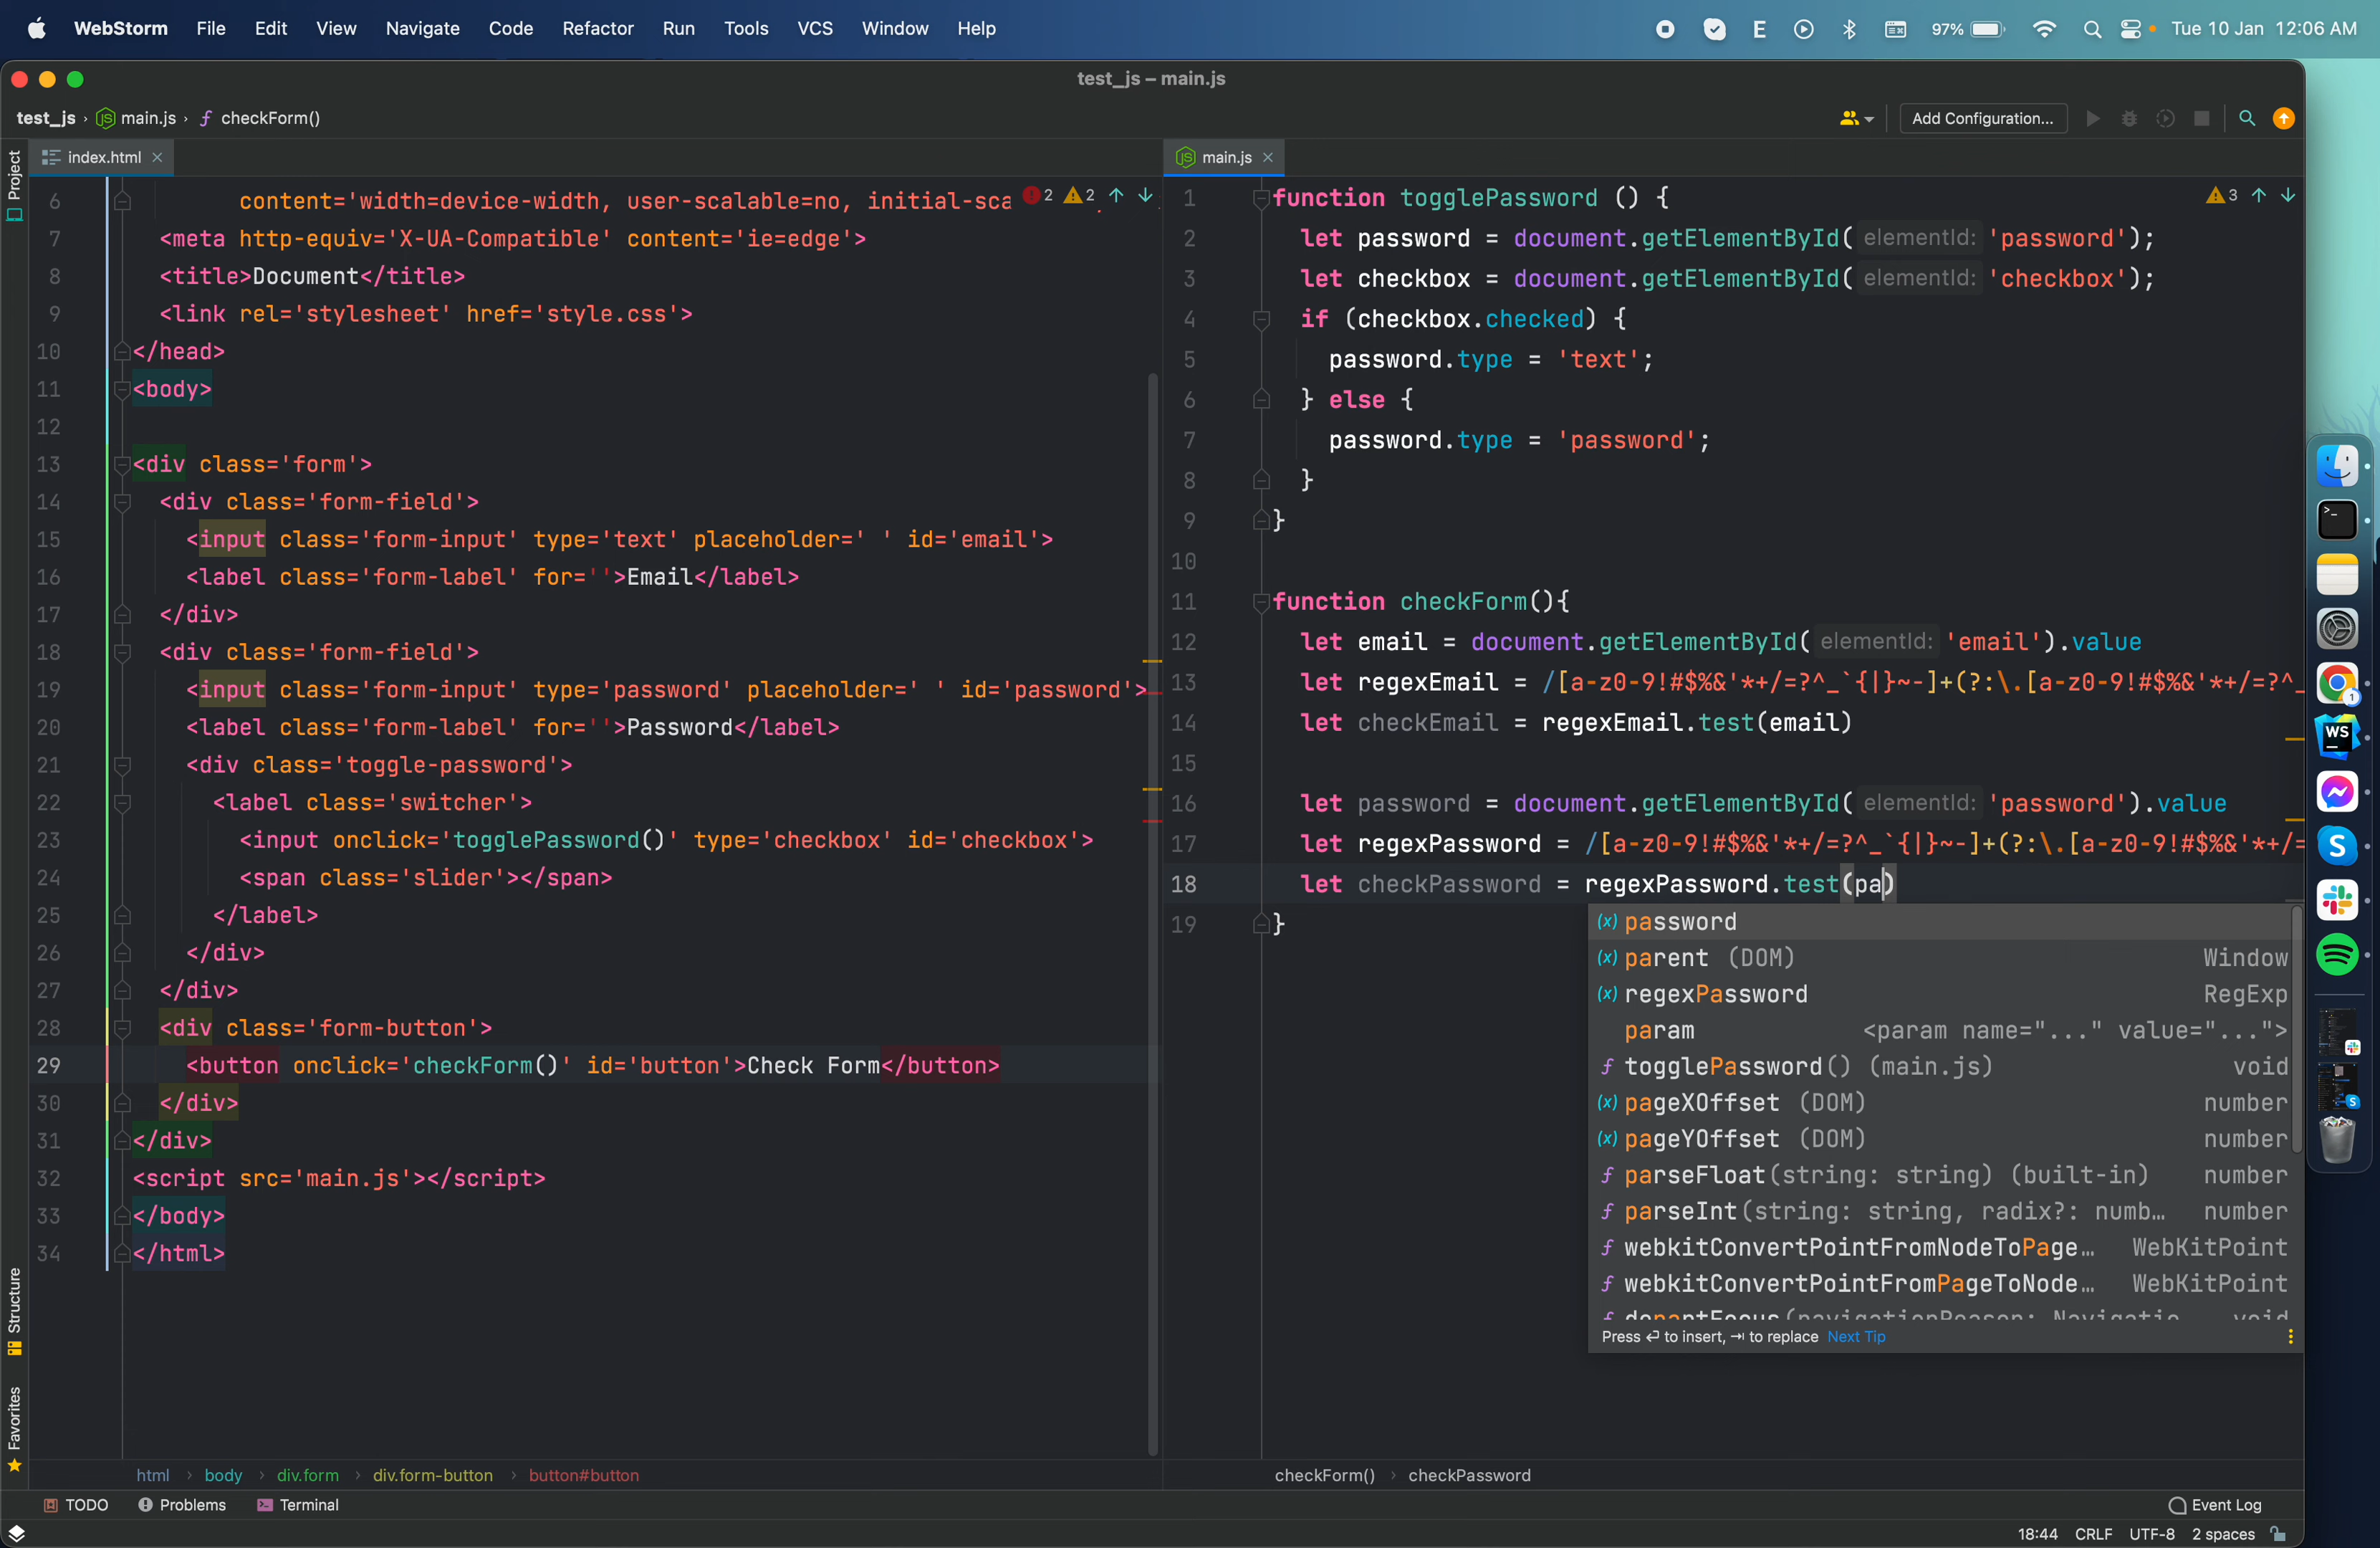 WebStorm File Edit View Navigate Code Refactor Run Tools VCS Window Help E 97% Tue 10 Jan 12:06 AM
test_js – main.js
test_js › main.js › checkForm() Add Configuration...
Project
index.html
6 content='width=device-width, user-scalable=no, initial-sca 2 2
7 <meta http-equiv='X-UA-Compatible' content='ie=edge'>
8 <title>Document</title>
9 <link rel='stylesheet' href='style.css'>
10 </head>
11 <body>
12
13 <div class='form'>
14 <div class='form-field'>
15 <input class='form-input' type='text' placeholder=' ' id='email'>
16 <label class='form-label' for=''>Email</label>
17 </div>
18 <div class='form-field'>
19 <input class='form-input' type='password' placeholder=' ' id='password'>
20 <label class='form-label' for=''>Password</label>
21 <div class='toggle-password'>
22 <label class='switcher'>
23 <input onclick='togglePassword()' type='checkbox' id='checkbox'>
24 <span class='slider'></span>
25 </label>
26 </div>
27 </div>
28 <div class='form-button'>
29 <button onclick='checkForm()' id='button'>Check Form</button>
30 </div>
31 </div>
32 <script src='main.js'></script>
33 </body>
34 </html>
main.js
1 function togglePassword () { 3
2 let password = document.getElementById( elementId: 'password');
3 let checkbox = document.getElementById( elementId: 'checkbox');
4 if (checkbox.checked) {
5 password.type = 'text';
6 } else {
7 password.type = 'password';
8 }
9 }
10
11 function checkForm(){
12 let email = document.getElementById( elementId: 'email').value
13 let regexEmail = /[a-z0-9!#$%&'*+/=?^_`{|}~-]+(?:\.[a-z0-9!#$%&'*+/=?^_
14 let checkEmail = regexEmail.test(email)
15
16 let password = document.getElementById( elementId: 'password').value
17 let regexPassword = /[a-z0-9!#$%&'*+/=?^_`{|}~-]+(?:\.[a-z0-9!#$%&'*+/=
18 let checkPassword = regexPassword.test(pa)
19 }
(x) password
(x) parent (DOM) Window
(x) regexPassword RegExp
param <param name="..." value="...">
f togglePassword() (main.js) void
(x) pageXOffset (DOM) number
(x) pageYOffset (DOM) number
f parseFloat(string: string) (built-in) number
f parseInt(string: string, radix?: numb… number
f webkitConvertPointFromNodeToPage… WebKitPoint
f webkitConvertPointFromPageToNode… WebKitPoint
Press ↵ to insert, ⇥ to replace Next Tip
Structure
Favorites
html › body › div.form › div.form-button › button#button
checkForm() › checkPassword
TODO Problems Terminal Event Log
18:44 CRLF UTF-8 2 spaces
>_
1
WS
S
S